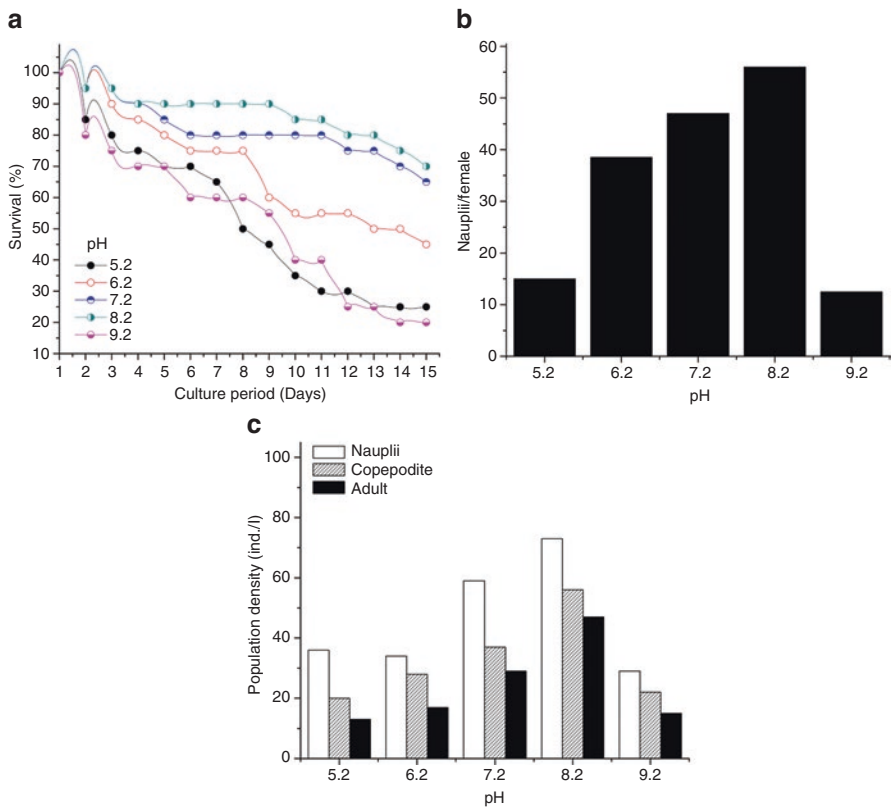 a
100
90
80
70
60
50
40
30
20
10
Survival (%)
pH
5.2
6.2
7.2
8.2
9.2
1 2 3 4 5 6 7 8 9 10 11 12 13 14 15
Culture period (Days)
b
60
50
40
30
20
10
0
Nauplii/female
5.2 6.2 7.2 8.2 9.2
pH
c
Nauplii
Copepodite
Adult
100
80
60
40
20
0
Population density (ind./l)
5.2 6.2 7.2 8.2 9.2
pH